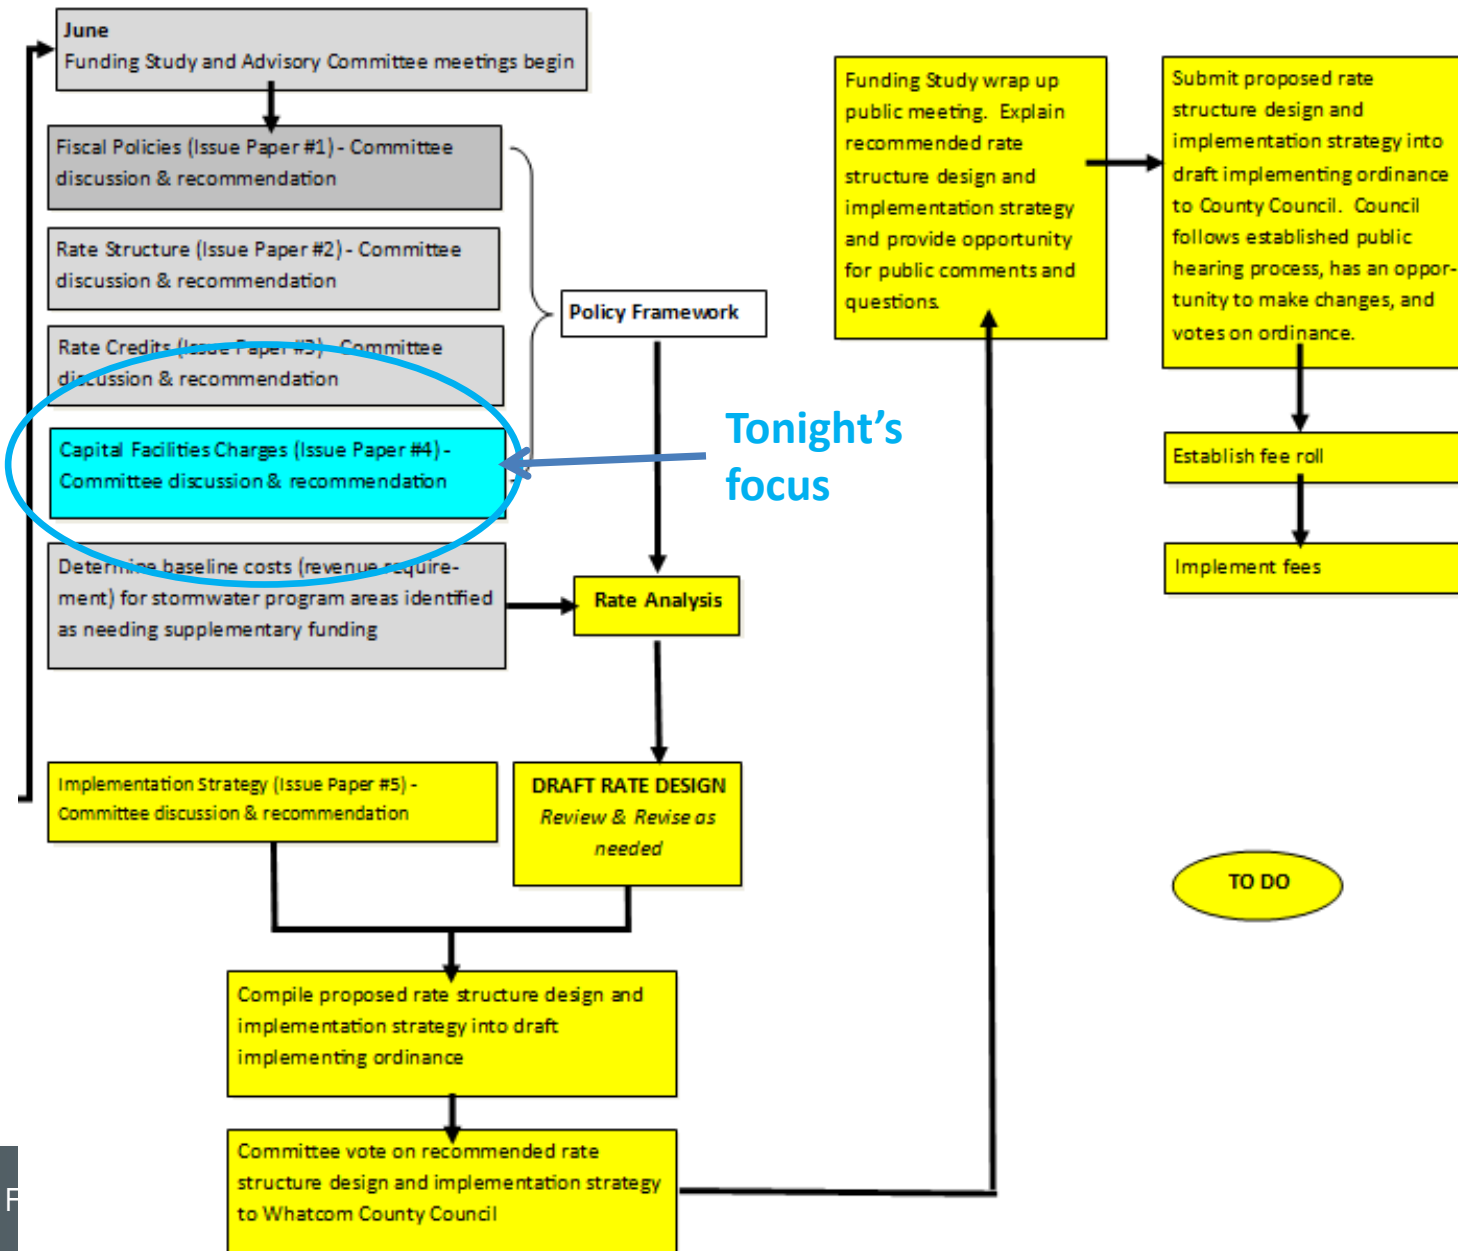 June
Funding Study and Advisory Committee meetings begin
Fiscal Policies (Issue Paper #1) - Committee
discussion & recommendation
Rate Structure (Issue Paper #2) - Committee
discussion & recommendation
Rate Credits (Issue Paper #3) - Committee
discussion & recommendation
Capital Facilities Charges (Issue Paper #4) -
Committee discussion & recommendation
Determine baseline costs (revenue require-
ment) for stormwater program areas identified
as needing supplementary funding
Policy Framework
Tonight's
focus
Rate Analysis
Implementation Strategy (Issue Paper #5) -
Committee discussion & recommendation
DRAFT RATE DESIGN
Review & Revise as
needed
Compile proposed rate structure design and
implementation strategy into draft
implementing ordinance
Committee vote on recommended rate
structure design and implementation strategy
to Whatcom County Council
Funding Study wrap up
public meeting.  Explain
recommended rate
structure design and
implementation strategy
and provide opportunity
for public comments and
questions.
Submit proposed rate
structure design and
implementation strategy into
draft implementing ordinance
to County Council.  Council
follows established public
hearing process, has an oppor-
tunity to make changes, and
votes on ordinance.
Establish fee roll
Implement fees
TO DO
F